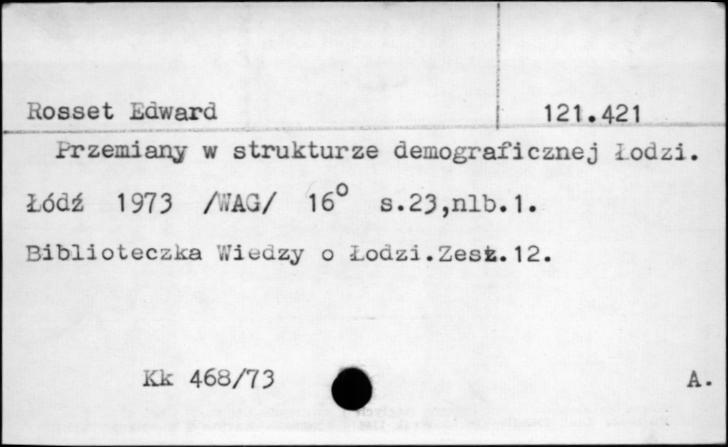 Rosset Edward 121.421
Przemiany w strukturze demograficznej Łodzi.
Łódź 1973 /WAG/ 16° s.23,nlb.1.
Biblioteczka Wiedzy o Łodzi.Zesz.12.
Kk 468/73 A.